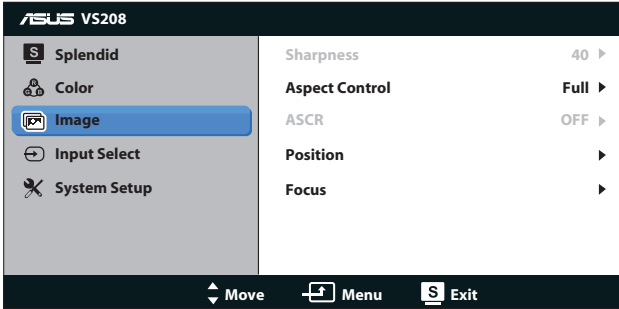 ASUS VS208
S Splendid
R G B Color
Image
Input Select
System Setup
Sharpness 40
Aspect Control Full
ASCR OFF
Position
Focus
Move Menu S Exit